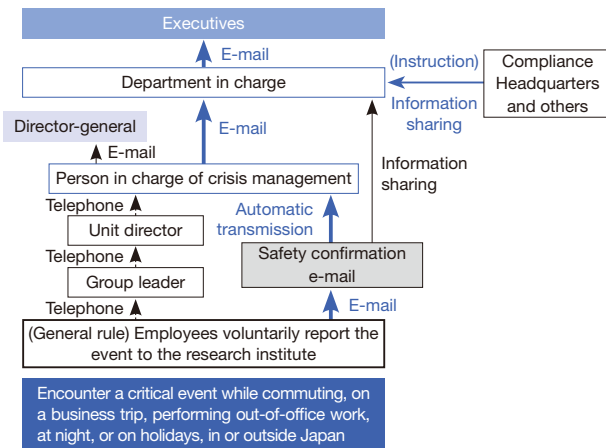 Executives
E-mail
Department in charge
(Instruction)
Information
sharing
Compliance
Headquarters
and others
Director-general
E-mail
E-mail
Information
sharing
Person in charge of crisis management
Telephone
Unit director
Automatic
transmission
Telephone
Group leader
Safety confirmation
e-mail
Telephone
E-mail
(General rule) Employees voluntarily report the
event to the research institute
Encounter a critical event while commuting, on
a business trip, performing out-of-office work,
at night, or on holidays, in or outside Japan